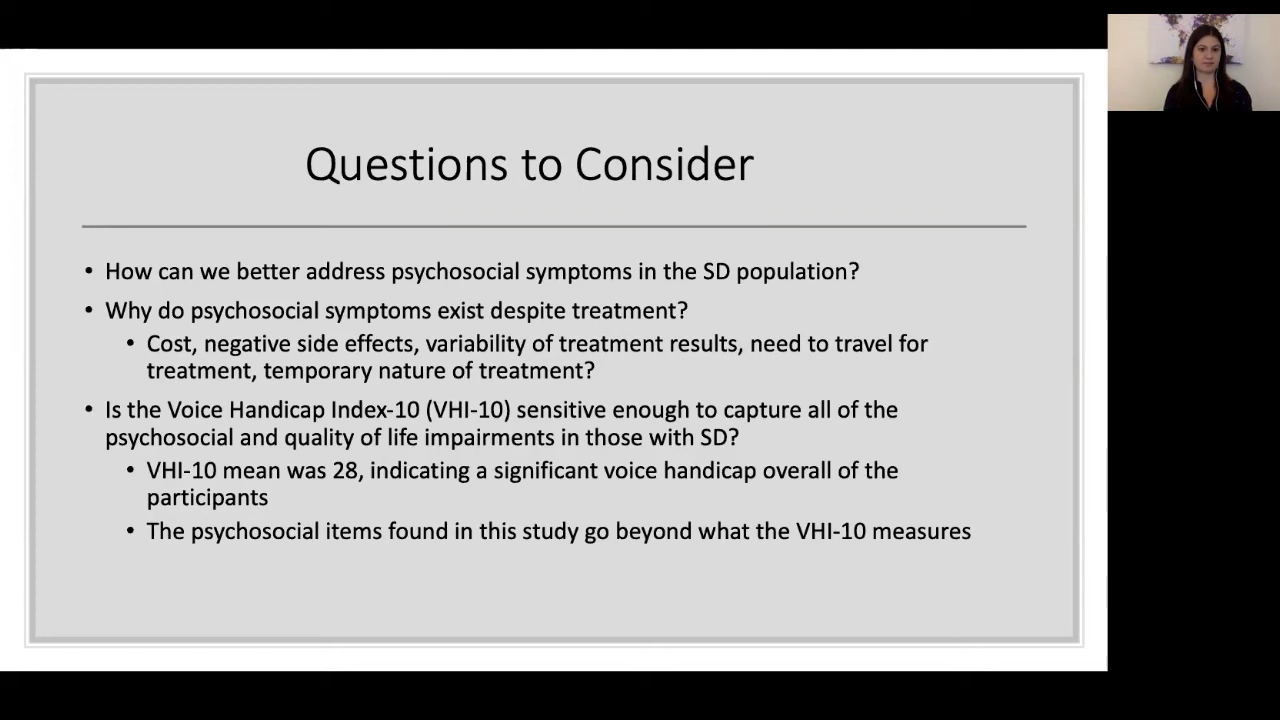 Questions to Consider
• How can we better address psychosocial symptoms in the SD population?
• Why do psychosocial symptoms exist despite treatment?
• Cost, negative side effects, variability of treatment results, need to travel for
treatment, temporary nature of treatment?
• Is the Voice Handicap Index-10 (VHI-10) sensitive enough to capture all of the
psychosocial and quality of life impairments in those with SD?
• VHI-10 mean was 28, indicating a significant voice handicap overall of the
participants
• The psychosocial items found in this study go beyond what the VHI-10 measures